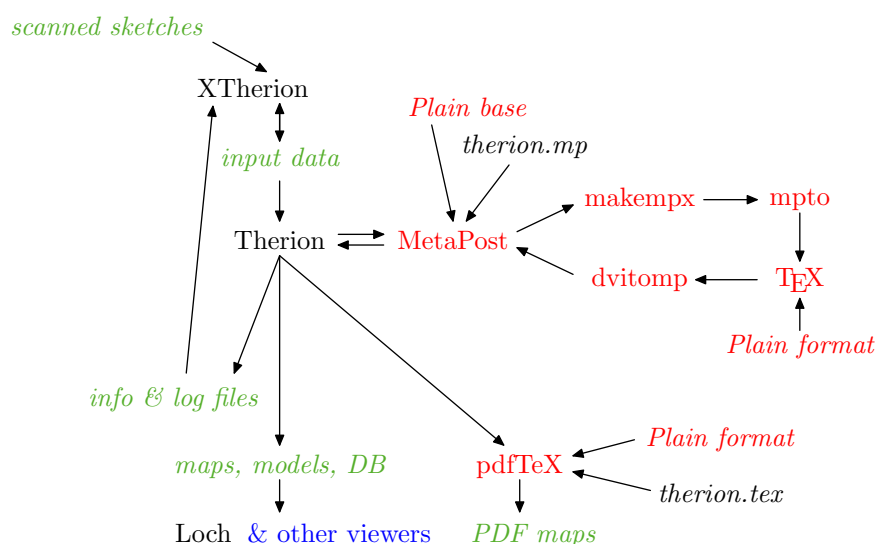 scanned sketches
XTherion
Plain base
therion.mp
input data
makempx
mpto
Therion
MetaPost
dvitomp
TEX
Plain format
info & log files
Plain format
maps, models, DB
pdfTeX
therion.tex
Loch & other viewers
PDF maps